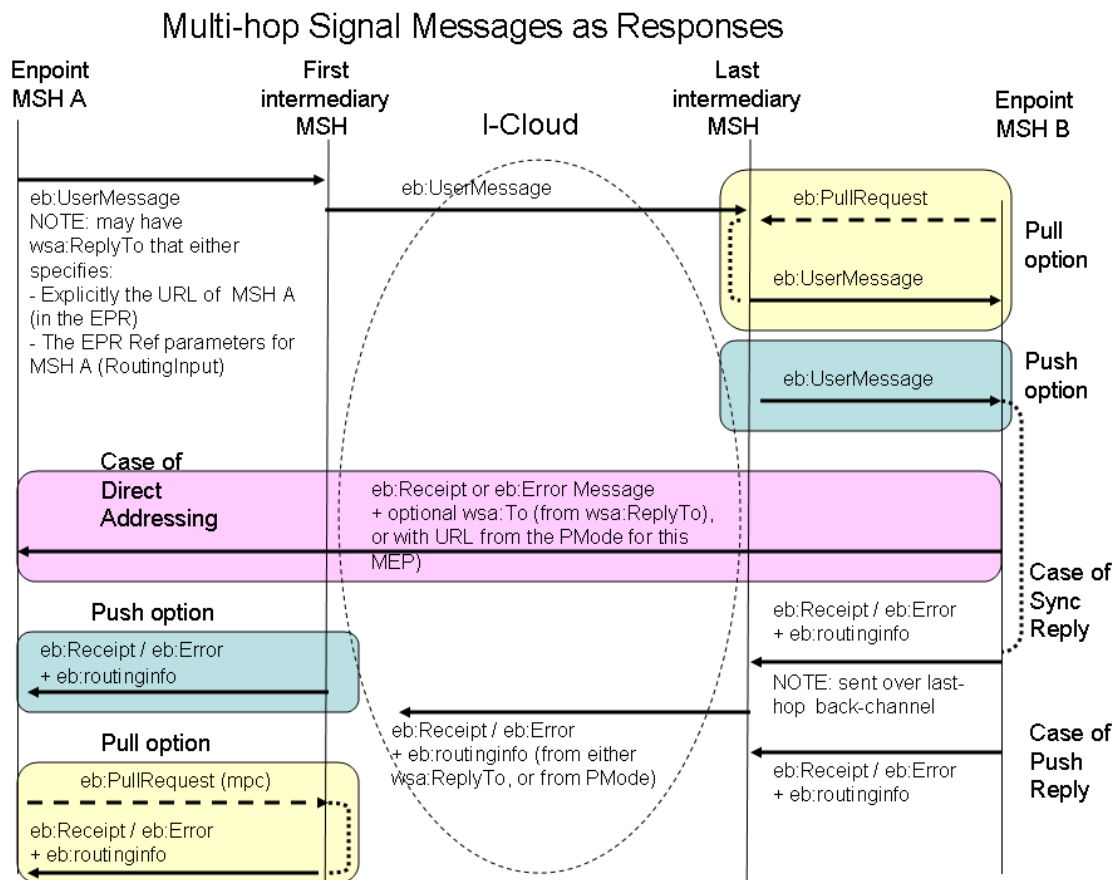 Multi-hop Signal Messages as Responses
Enpoint
MSH A
First
intermediary
MSH
I-Cloud
Last
intermediary
MSH
Enpoint
MSH B
eb:UserMessage
NOTE: may have
wsa:ReplyTo that either
specifies:
- Explicitly the URL of MSH A
(in the EPR)
- The EPR Ref parameters for
MSH A (RoutingInput)
eb:UserMessage
eb:PullRequest
eb:UserMessage
Pull
option
eb:UserMessage
Push
option
Case of
Direct
Addressing
eb:Receipt or eb:Error Message
+ optional wsa:To (from wsa:ReplyTo),
or with URL from the PMode for this
MEP)
Case of
Sync
Reply
eb:Receipt / eb:Error
+ eb:routinginfo
NOTE: sent over last-
hop back-channel
Push option
eb:Receipt / eb:Error
+ eb:routinginfo
eb:Receipt / eb:Error
+ eb:routinginfo (from either
wsa:ReplyTo, or from PMode)
Case of
Push
Reply
eb:Receipt / eb:Error
+ eb:routinginfo
Pull option
eb:PullRequest (mpc)
eb:Receipt / eb:Error
+ eb:routinginfo